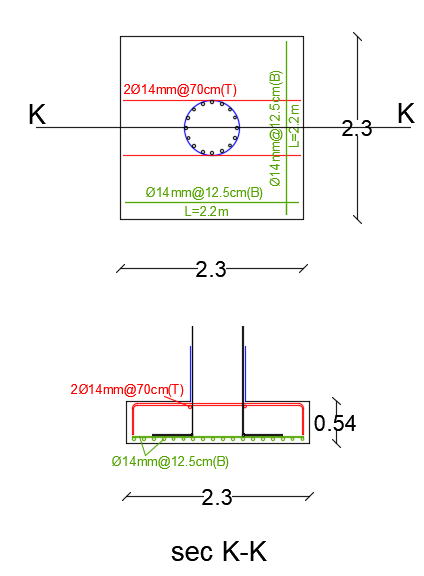 2Ø14mm@70cm(T)
K
K
Ø14mm@12.5cm(B)
L=2.2m
2.3
Ø14mm@12.5cm(B)
L=2.2m
2.3
2Ø14mm@70cm(T)
0.54
Ø14mm@12.5cm(B)
2.3
sec K-K